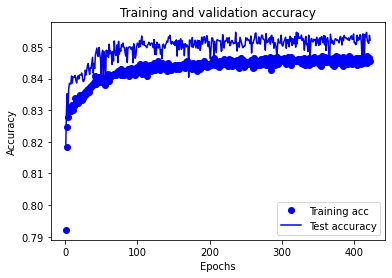 Training and validation accuracy
Accuracy
0.85
0.84
0.83
0.82
0.81
0.80
0.79
0
100
200
300
400
Epochs
Training acc
Test accuracy